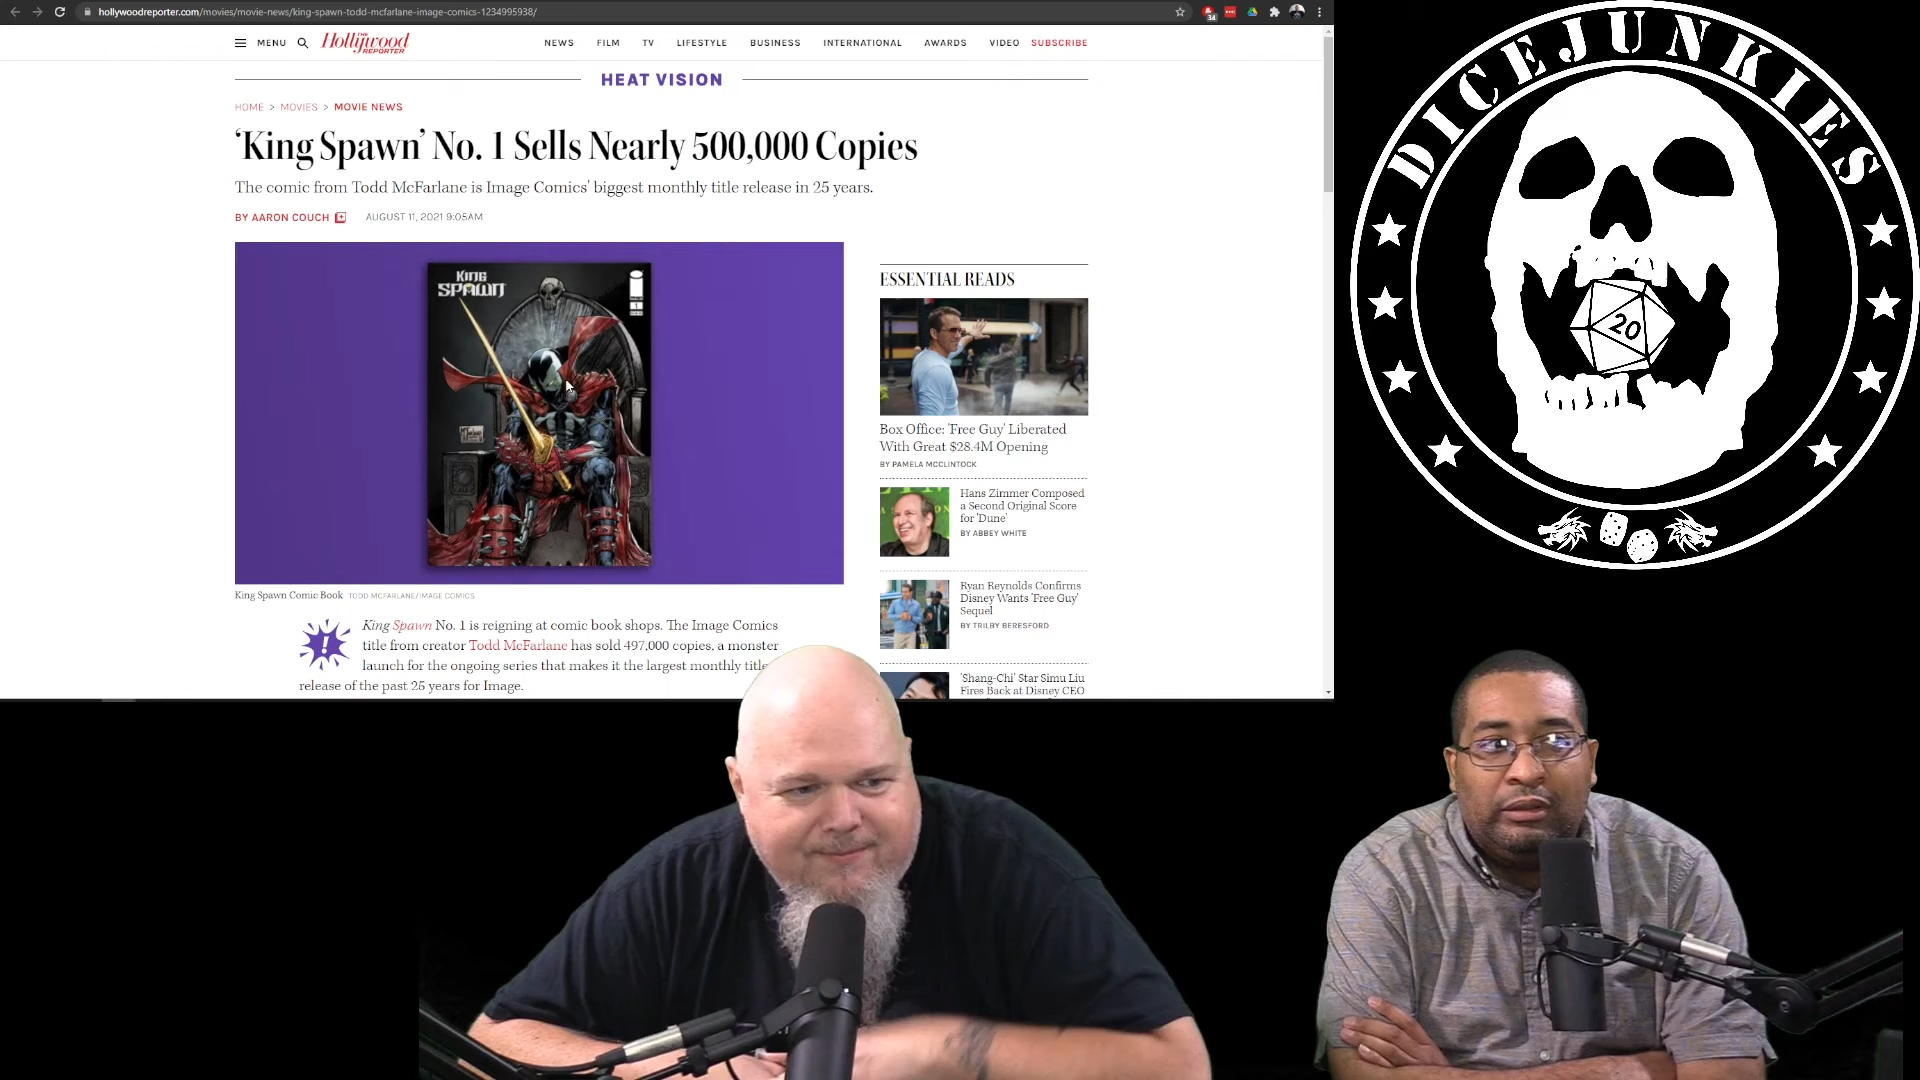 hollywoodreporter.com/movies/movie-news/king-spawn-todd-mcfarlane-image-comics-1234995938/
34
MENU
THE
Hollywood
REPORTER
NEWS FILM TV LIFESTYLE BUSINESS INTERNATIONAL AWARDS VIDEO SUBSCRIBE
HEAT VISION
HOME > MOVIES > MOVIE NEWS
‘King Spawn’ No. 1 Sells Nearly 500,000 Copies
The comic from Todd McFarlane is Image Comics’ biggest monthly title release in 25 years.
BY AARON COUCH
AUGUST 11, 2021 9:05AM
KING
SPAWN
1
King Spawn Comic Book TODD MCFARLANE/IMAGE COMICS
King Spawn No. 1 is reigning at comic book shops. The Image Comics
title from creator Todd McFarlane has sold 497,000 copies, a monster
launch for the ongoing series that makes it the largest monthly title
release of the past 25 years for Image.
ESSENTIAL READS
Box Office: ‘Free Guy’ Liberated
With Great $28.4M Opening
BY PAMELA MCCLINTOCK
Hans Zimmer Composed
a Second Original Score
for ‘Dune’
BY ABBEY WHITE
Ryan Reynolds Confirms
Disney Wants ‘Free Guy’
Sequel
BY TRILBY BERESFORD
‘Shang-Chi’ Star Simu Liu
Fires Back at Disney CEO
DICEJUNKIES
20